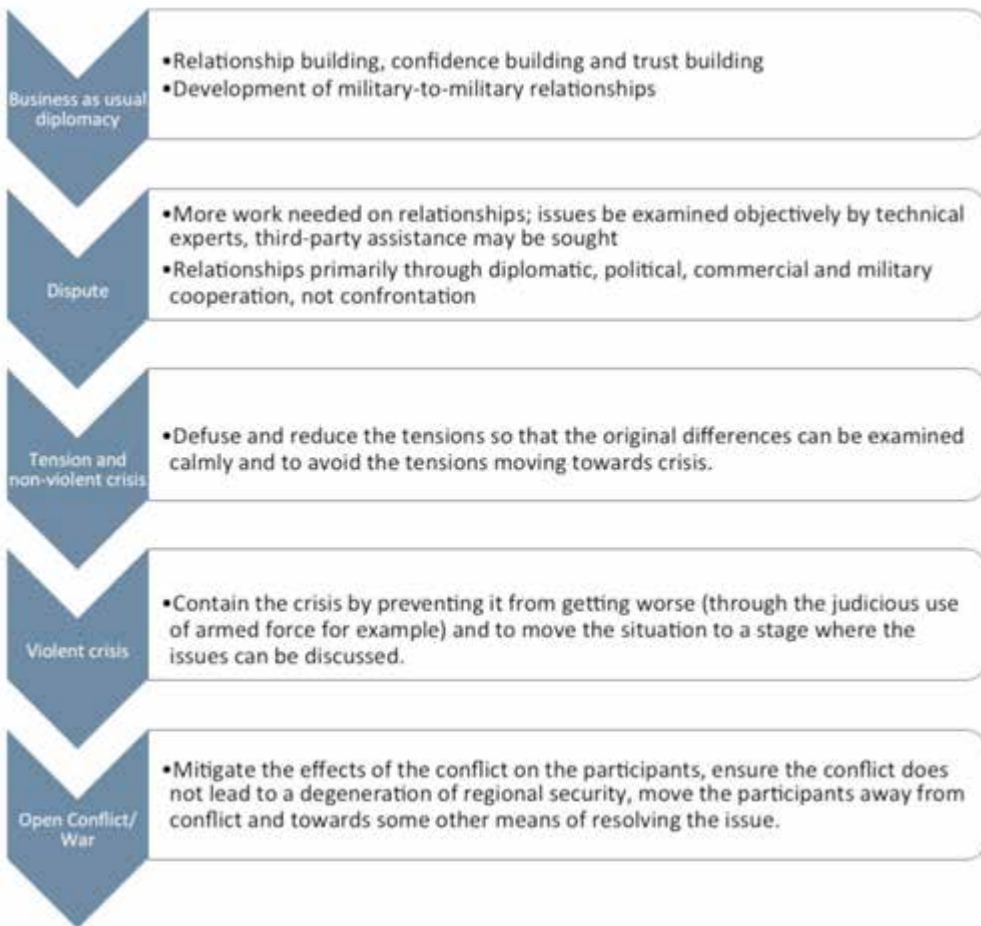 Business as usual
diplomacy
•Relationship building, confidence building and trust building
•Development of military-to-military relationships
Dispute
•More work needed on relationships; issues be examined objectively by technical
experts, third-party assistance may be sought
•Relationships primarily through diplomatic, political, commercial and military
cooperation, not confrontation
Tension and
non-violent crisis
•Defuse and reduce the tensions so that the original differences can be examined
calmly and to avoid the tensions moving towards crisis.
Violent crisis
•Contain the crisis by preventing it from getting worse (through the judicious use
of armed force for example) and to move the situation to a stage where the
issues can be discussed.
Open Conflict/
War
•Mitigate the effects of the conflict on the participants, ensure the conflict does
not lead to a degeneration of regional security, move the participants away from
conflict and towards some other means of resolving the issue.